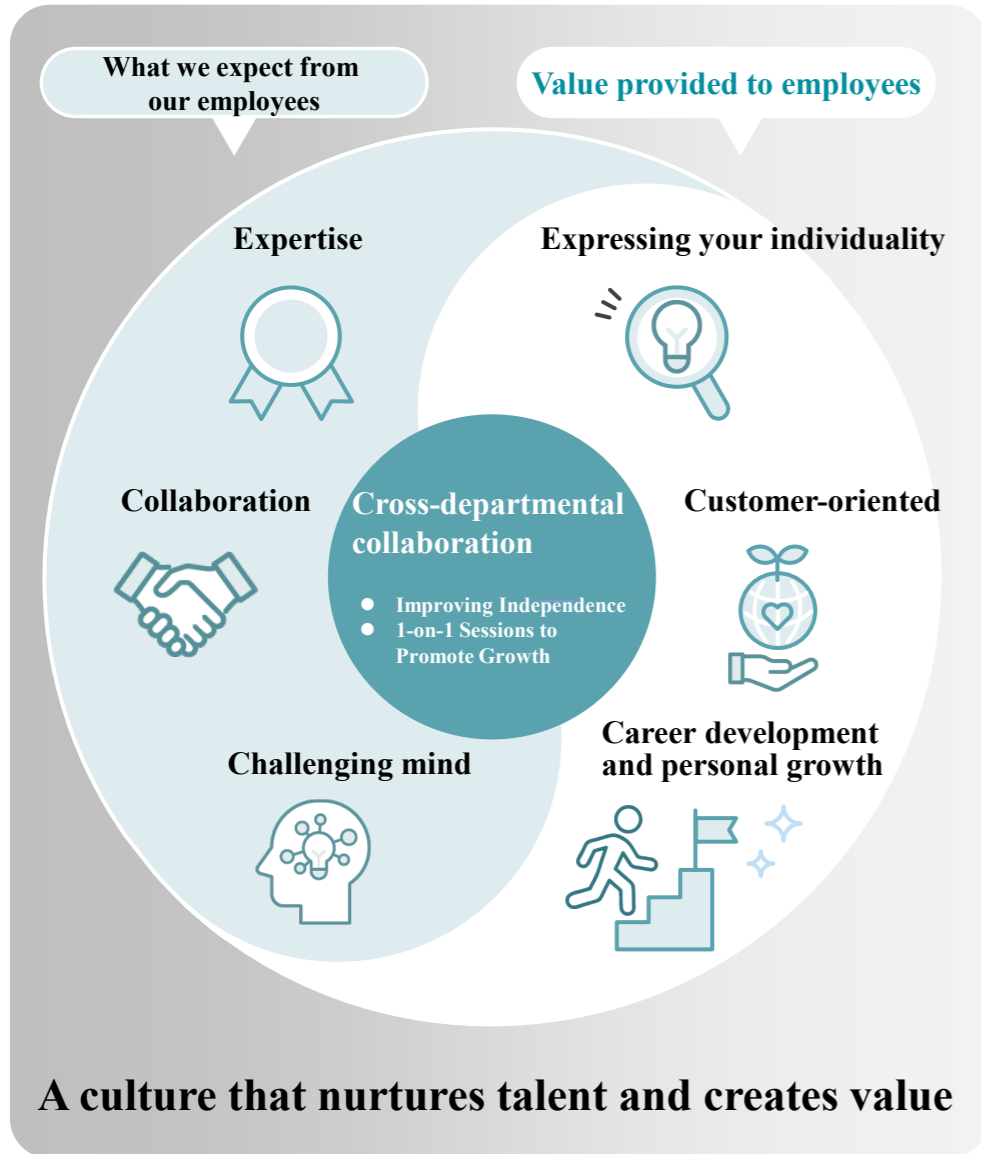 What we expect from
our employees
Value provided to employees
Expertise
Expressing your individuality
Collaboration
Cross-departmental
collaboration
● Improving Independence
● 1-on-1 Sessions to
Promote Growth
Customer-oriented
Challenging mind
Career development
and personal growth
A culture that nurtures talent and creates value